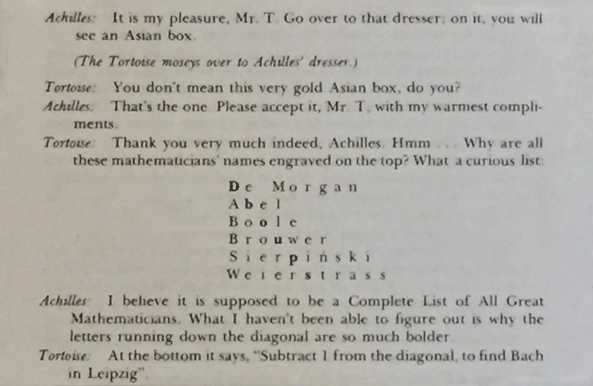 Achilles: It is my pleasure, Mr. T. Go over to that dresser; on it, you will
see an Asian box.
(The Tortoise moseys over to Achilles' dresser.)
Tortoise: You don't mean this very gold Asian box, do you?
Achilles: That's the one. Please accept it, Mr. T, with my warmest compli-
ments.
Tortoise: Thank you very much indeed, Achilles. Hmm ... Why are all
these mathematicians' names engraved on the top? What a curious list:
De Morgan
Abel
Boole
Brouwer
Sierpiński
Weierstrass
Achilles: I believe it is supposed to be a Complete List of All Great
Mathematicians. What I haven't been able to figure out is why the
letters running down the diagonal are so much bolder.
Tortoise: At the bottom it says, "Subtract 1 from the diagonal, to find Bach
in Leipzig".